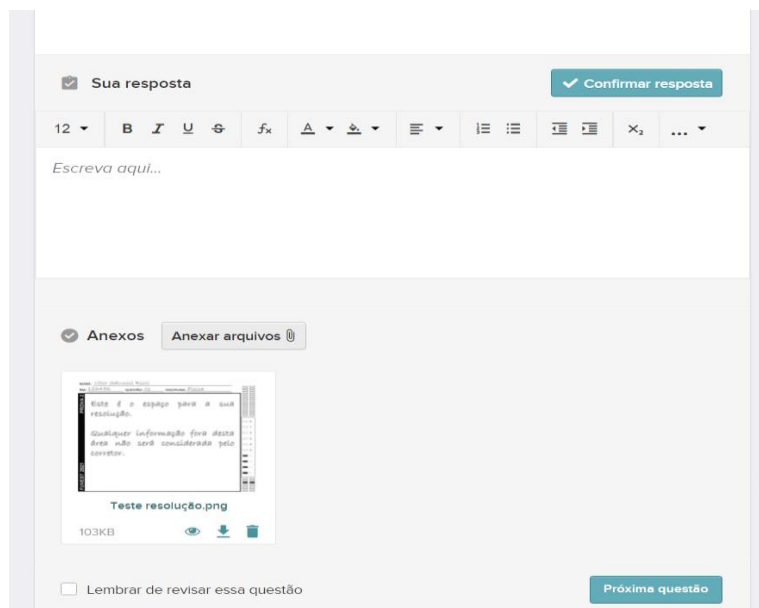 Sua resposta
Confirmar resposta
12 B I U S fx A ... X₂
Escreva aqui...
Anexos Anexar arquivos
Este é o espaço para a sua
resolução.
Qualquer informação fora desta
área não será considerada pelo
corretor.
Teste resolução.png
103KB
Lembrar de revisar essa questão
Próxima questão